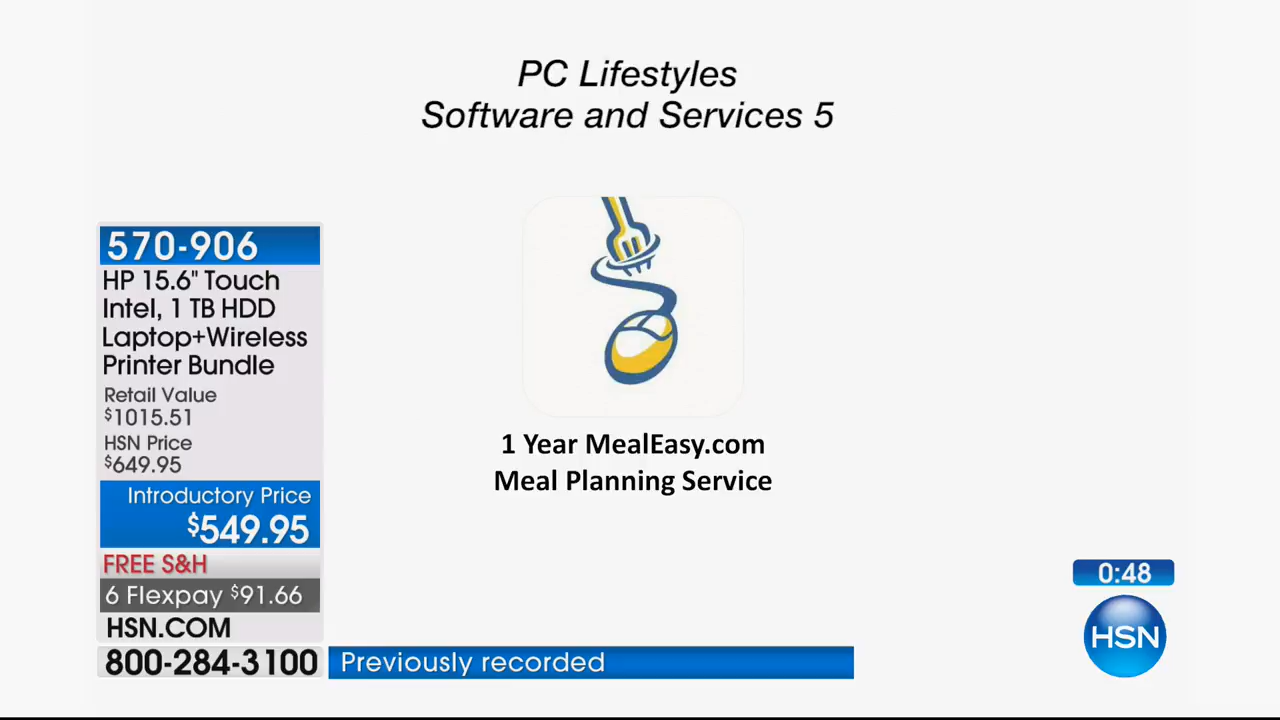 PC Lifestyles
Software and Services 5
570-906
HP 15.6" Touch
Intel, 1 TB HDD
Laptop+Wireless
Printer Bundle
Retail Value
$1015.51
HSN Price
$649.95
Introductory Price
$549.95
FREE S&H
6 Flexpay $91.66
HSN.COM
800-284-3100
1 Year MealEasy.com
Meal Planning Service
Previously recorded
0:48
HSN